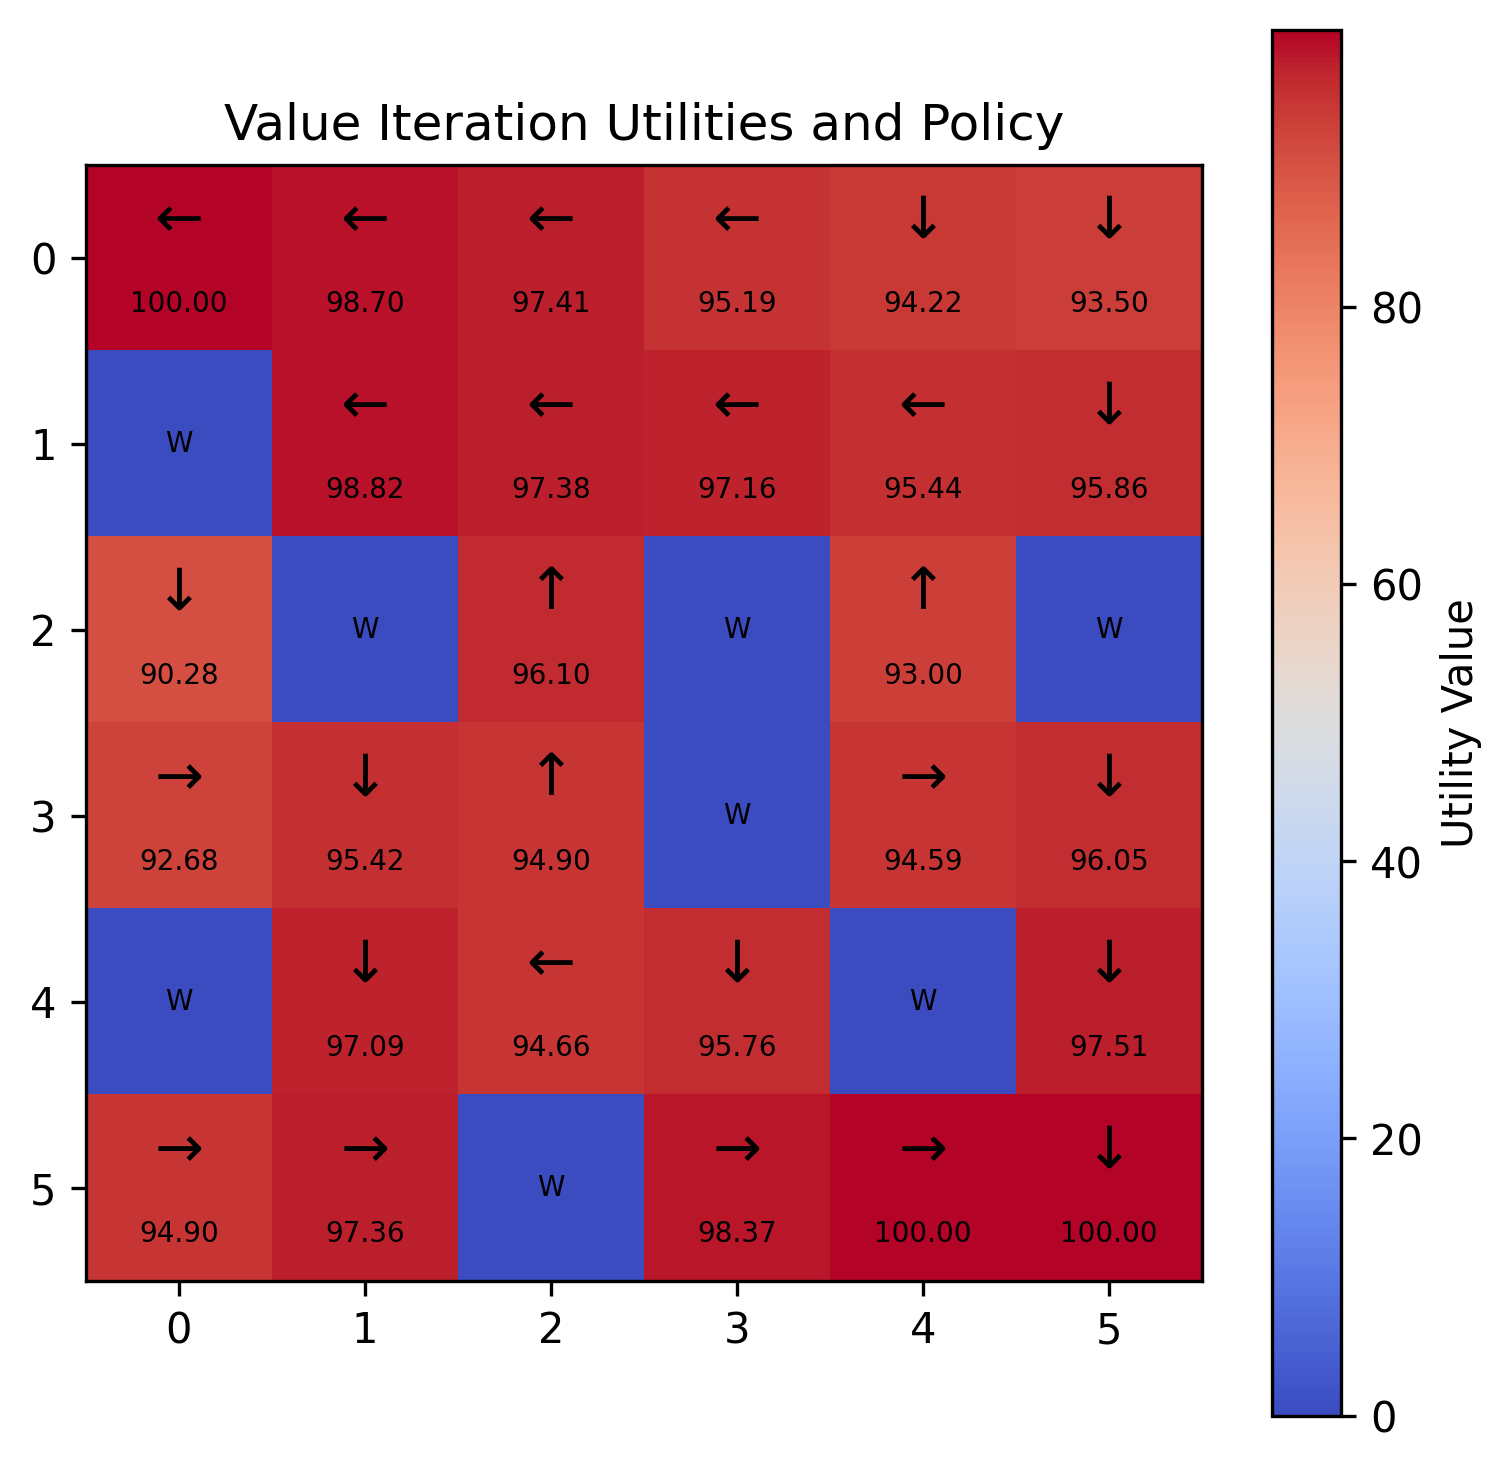 Value Iteration Utilities and Policy
← ← ← ← ↓ ↓
0
100.00 98.70 97.41 95.19 94.22 93.50
← ← ← ← ↓
1 W
98.82 97.38 97.16 95.44 95.86
↓ ↑ ↑
2 W W W
90.28 96.10 93.00
→ ↓ ↑ → ↓
3 W
92.68 95.42 94.90 94.59 96.05
↓ ← ↓ ↓
4 W W
97.09 94.66 95.76 97.51
→ → → → ↓
5 W
94.90 97.36 98.37 100.00 100.00
0 1 2 3 4 5
80
60
40
20
0
Utility Value